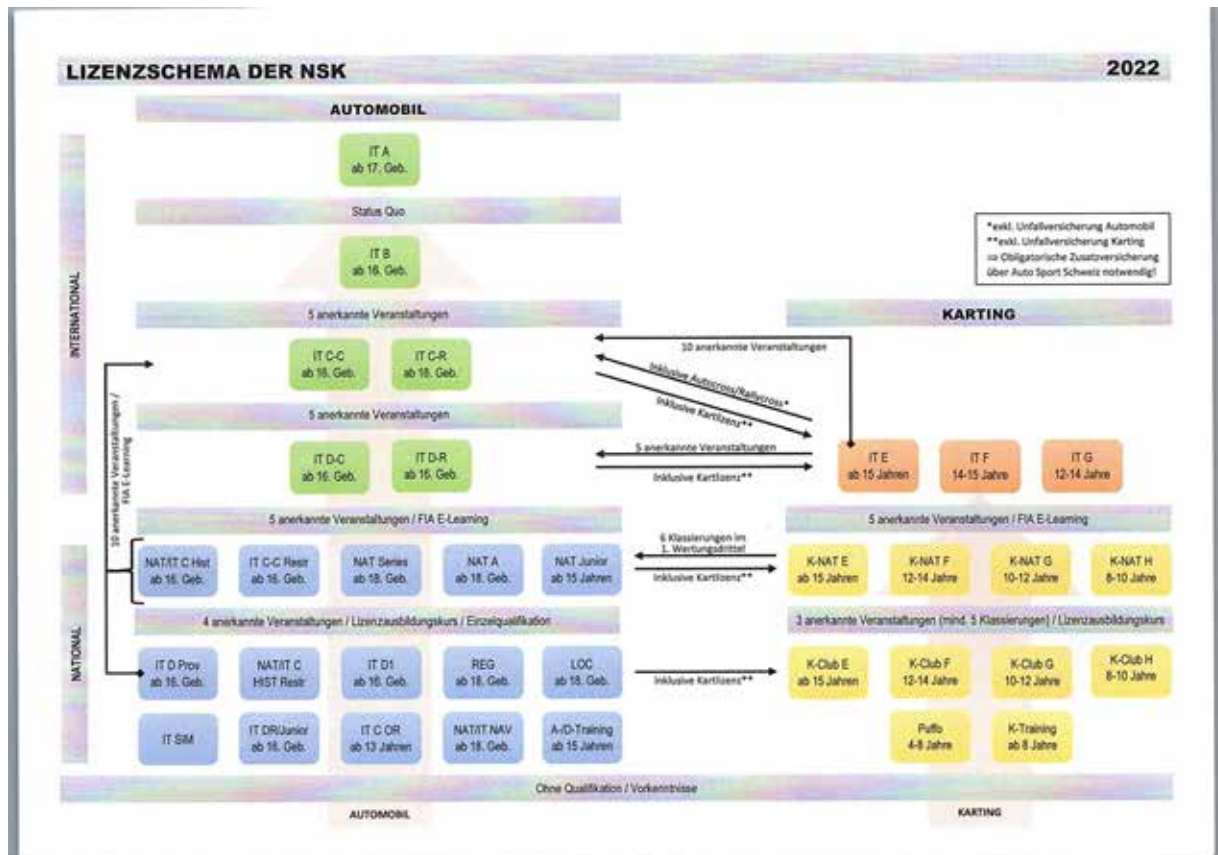 LIZENZSCHEMA DER NSK
2022
AUTOMOBIL
INTERNATIONAL
IT A
ab 17. Geb.
Status Quo
IT B
ab 16. Geb.
*exkl. Unfallversicherung Automobil
**exkl. Unfallversicherung Karting
⇒ Obligatorische Zusatzversicherung
über Auto Sport Schweiz notwendig!
5 anerkannte Veranstaltungen
KARTING
IT C-C
ab 16. Geb.
IT C-R
ab 16. Geb.
10 anerkannte Veranstaltungen
Inklusive Autocross/Rallycross*
Inklusive Kartlizenz**
5 anerkannte Veranstaltungen
IT D-C
ab 16. Geb.
IT D-R
ab 16. Geb.
5 anerkannte Veranstaltungen
Inklusive Kartlizenz**
IT E
ab 15 Jahren
IT F
14-15 Jahre
IT G
12-14 Jahre
10 anerkannte Veranstaltungen /
FIA E-Learning
5 anerkannte Veranstaltungen / FIA E-Learning
5 anerkannte Veranstaltungen / FIA E-Learning
NATIONAL
NAT/IT C Hist
ab 16. Geb.
IT C-C Restr
ab 16. Geb.
NAT Series
ab 18. Geb.
NAT A
ab 18. Geb.
NAT Junior
ab 15 Jahren
6 Klassierungen im
1. Wertungsdrittel
Inklusive Kartlizenz**
K-NAT E
ab 15 Jahren
K-NAT F
12-14 Jahre
K-NAT G
10-12 Jahre
K-NAT H
8-10 Jahre
4 anerkannte Veranstaltungen / Lizenzausbildungskurs / Einzelqualifikation
3 anerkannte Veranstaltungen (mind. 5 Klassierungen) / Lizenzausbildungskurs
IT D Prov
ab 16. Geb.
NAT/IT C
HIST Restr
IT D1
ab 16. Geb.
REG
ab 18. Geb.
LOC
ab 18. Geb.
Inklusive Kartlizenz**
K-Club E
ab 15 Jahren
K-Club F
12-14 Jahre
K-Club G
10-12 Jahre
K-Club H
8-10 Jahre
IT SIM
IT DR/Junior
ab 16. Geb.
IT C OR
ab 13 Jahren
NAT/IT NAV
ab 18. Geb.
A-/D-Training
ab 15 Jahren
Puffo
4-8 Jahre
K-Training
ab 8 Jahre
Ohne Qualifikation / Vorkenntnisse
AUTOMOBIL
KARTING